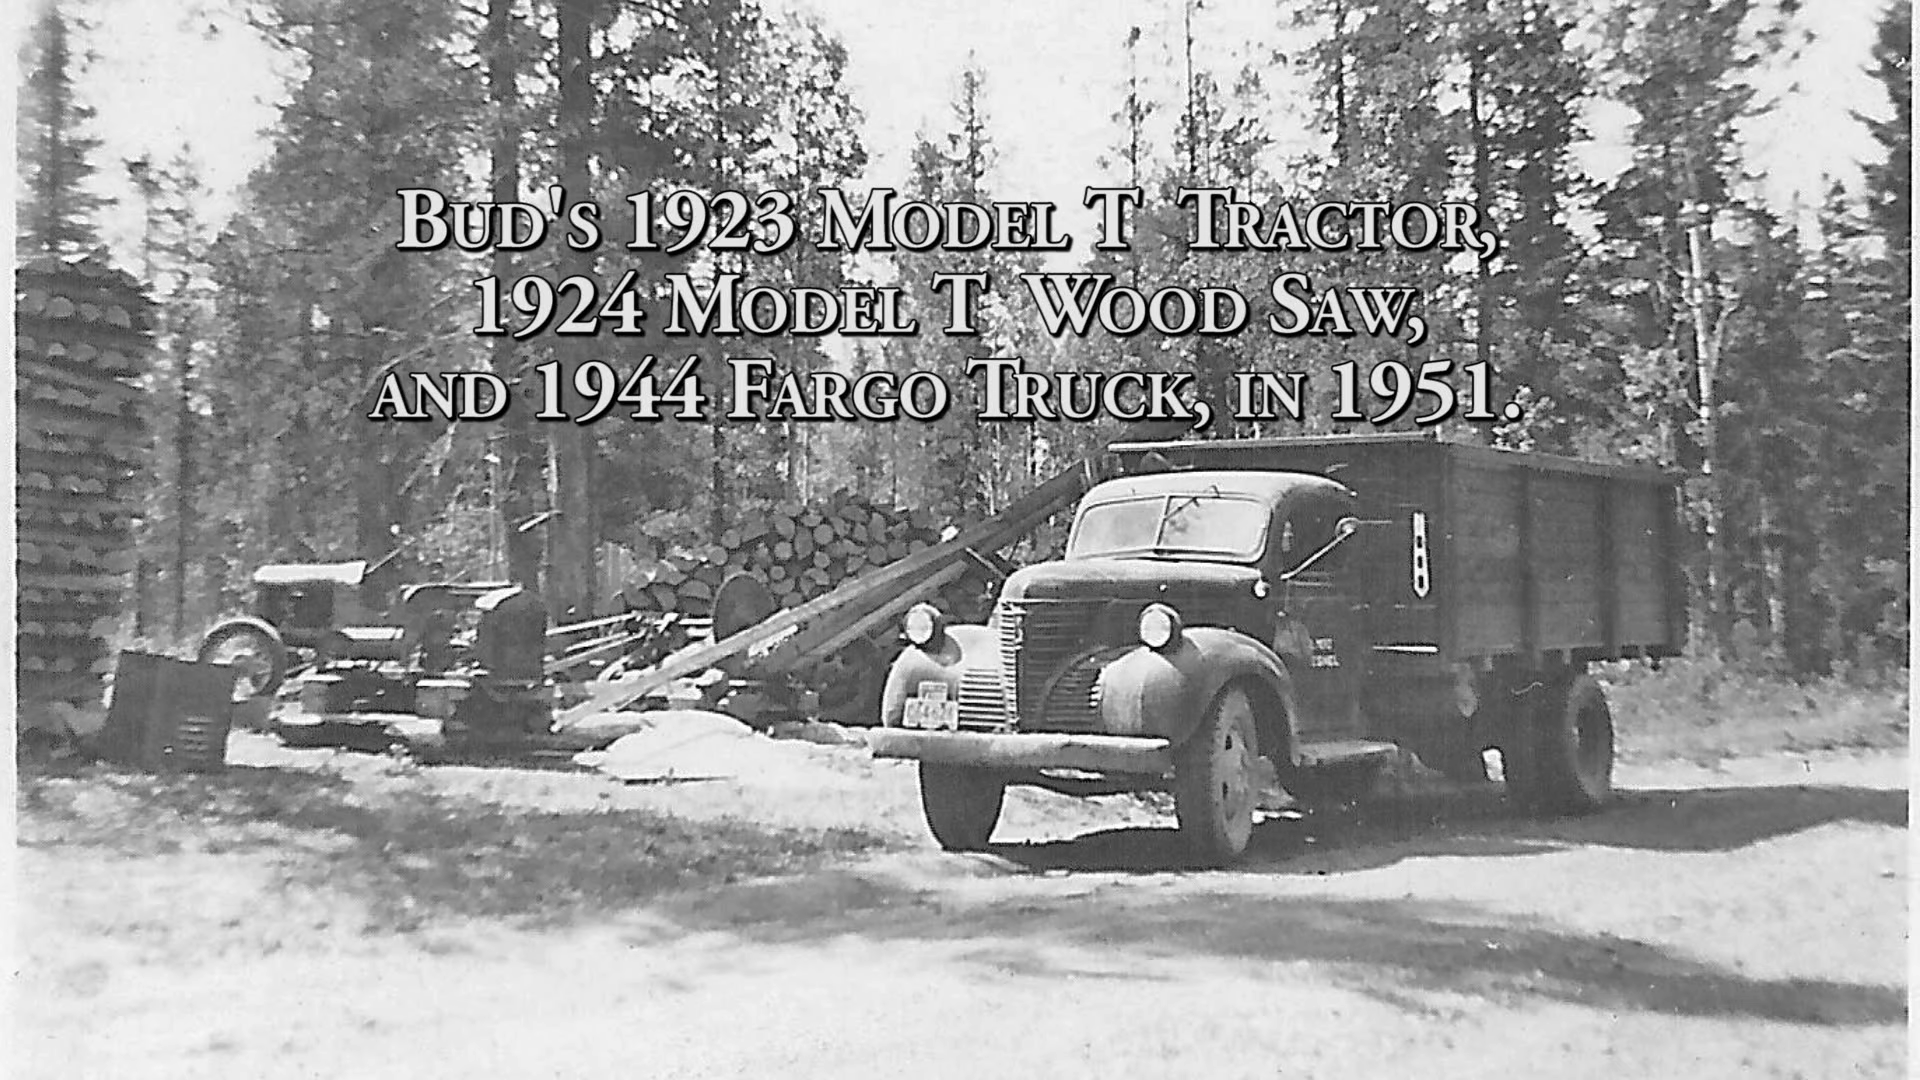 Bud's 1923 Model T Tractor,
1924 Model T Wood Saw,
and 1944 Fargo Truck, in 1951.